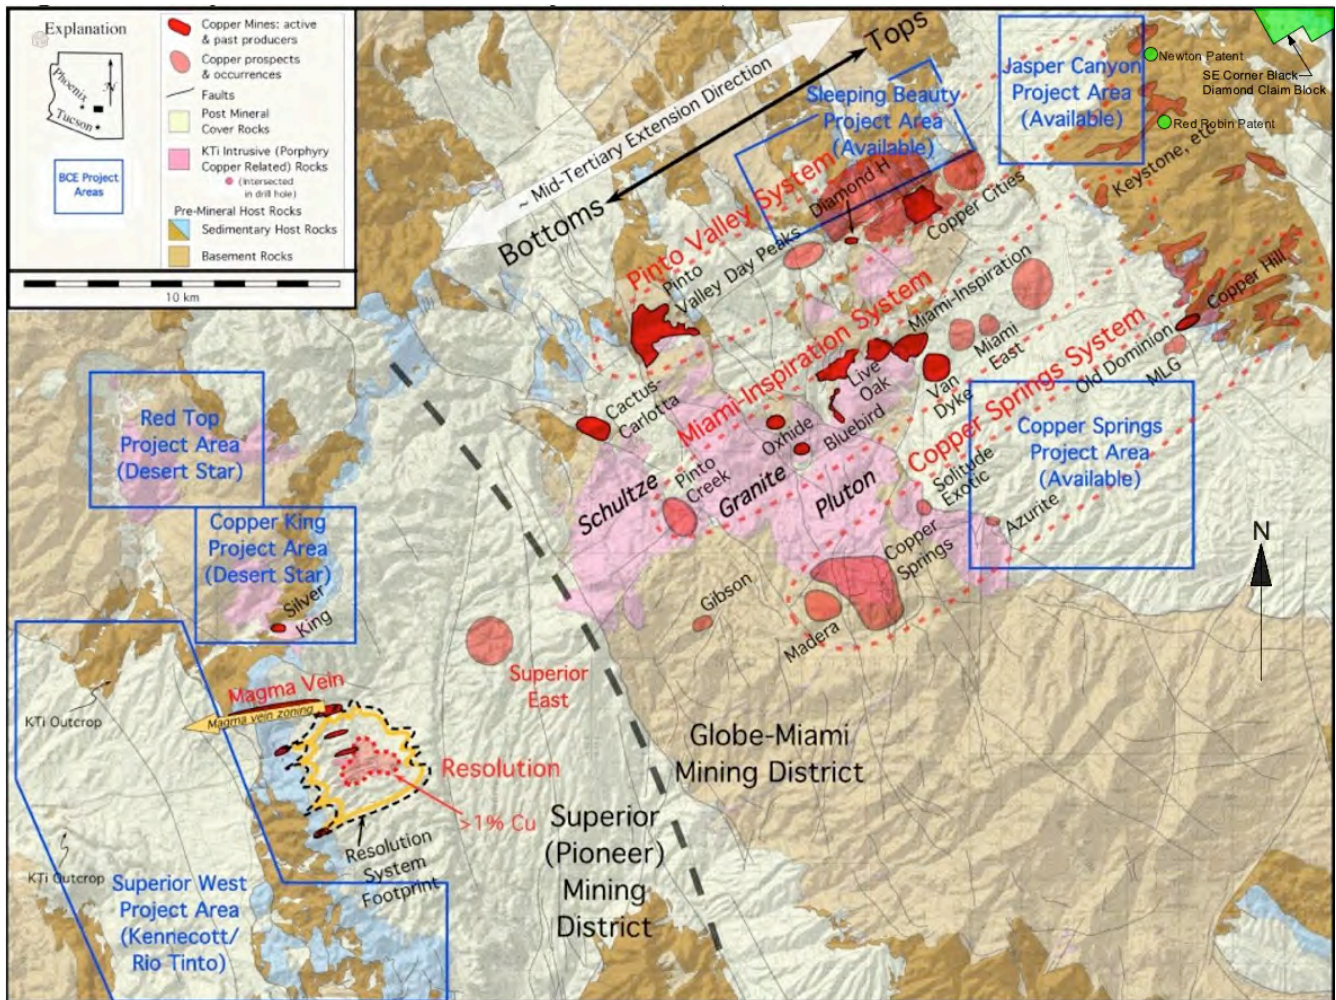 Explanation
Phoenix
N
Tucson
BCE Project
Areas
Copper Mines: active
& past producers
Copper prospects
& occurrences
Faults
Post Mineral
Cover Rocks
KTi Intrusive (Porphyry
Copper Related) Rocks
(Intersected
in drill hole)
Pre-Mineral Host Rocks
Sedimentary Host Rocks
Basement Rocks
10 km
~ Mid-Tertiary Extension Direction
Tops
Bottoms
Sleeping Beauty
Project Area
(Available)
Jasper Canyon
Project Area
(Available)
Newton Patent
SE Corner Black
Diamond Claim Block
Red Robin Patent
Keystone, etc
Pinto Valley System
Diamond H
Copper Cities
Pinto
Valley
Day Peaks
Miami-Inspiration System
Miami-Inspiration
Miami
East
Copper Hill
Old Dominion
MLG
Copper Springs System
Live
Oak
Van
Dyke
Cactus-
Carlotta
Oxhide
Bluebird
Pinto
Creek
Schultze
Granite
Pluton
Solitude
Exotic
Copper Springs
Project Area
(Available)
Azurite
Copper
Springs
Gibson
Madera
N
Red Top
Project Area
(Desert Star)
Copper King
Project Area
(Desert Star)
Silver
King
Superior
East
Magma Vein
Magma vein zoning
KTi Outcrop
Resolution
>1% Cu
Resolution
System
Footprint
KTi Outcrop
Globe-Miami
Mining District
Superior
(Pioneer)
Mining
District
Superior West
Project Area
(Kennecott/
Rio Tinto)